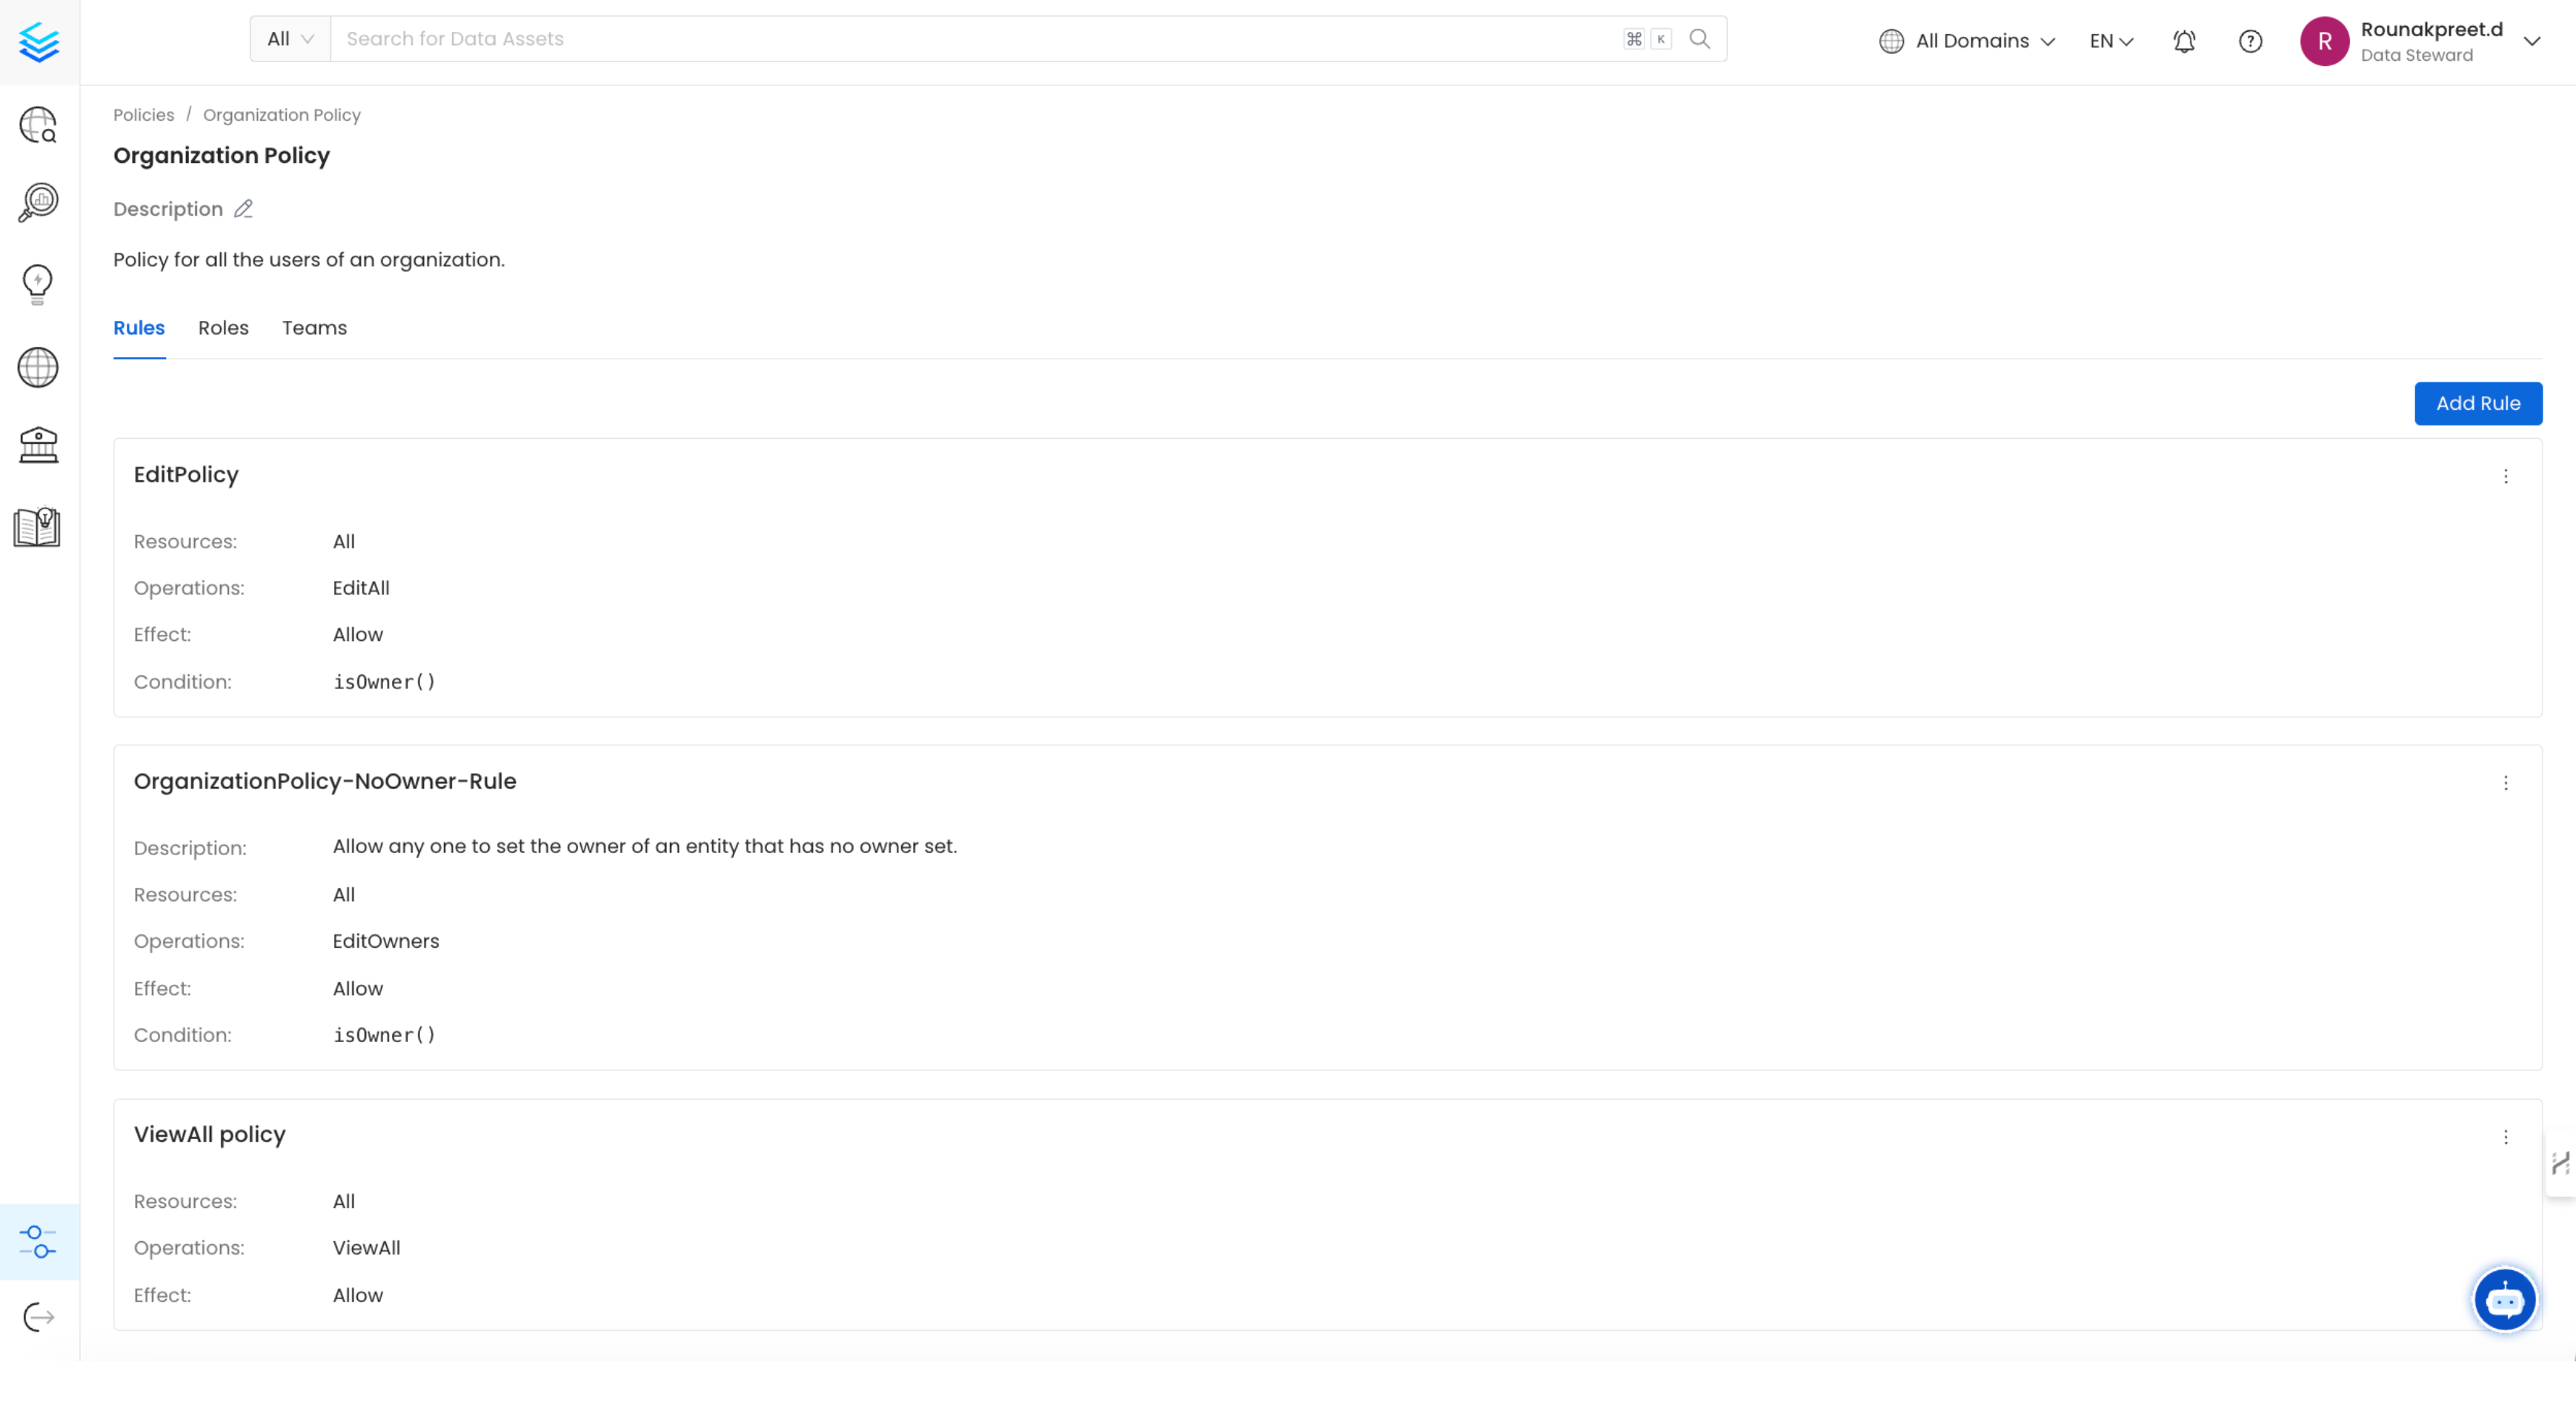 All Search for Data Assets ⌘ K All Domains EN R Rounakpreet.d
Data Steward
Policies / Organization Policy
Organization Policy
Description
Policy for all the users of an organization.
Rules Roles Teams
Add Rule
EditPolicy
Resources: All
Operations: EditAll
Effect: Allow
Condition: isOwner()
OrganizationPolicy-NoOwner-Rule
Description: Allow any one to set the owner of an entity that has no owner set.
Resources: All
Operations: EditOwners
Effect: Allow
Condition: isOwner()
ViewAll policy
Resources: All
Operations: ViewAll
Effect: Allow